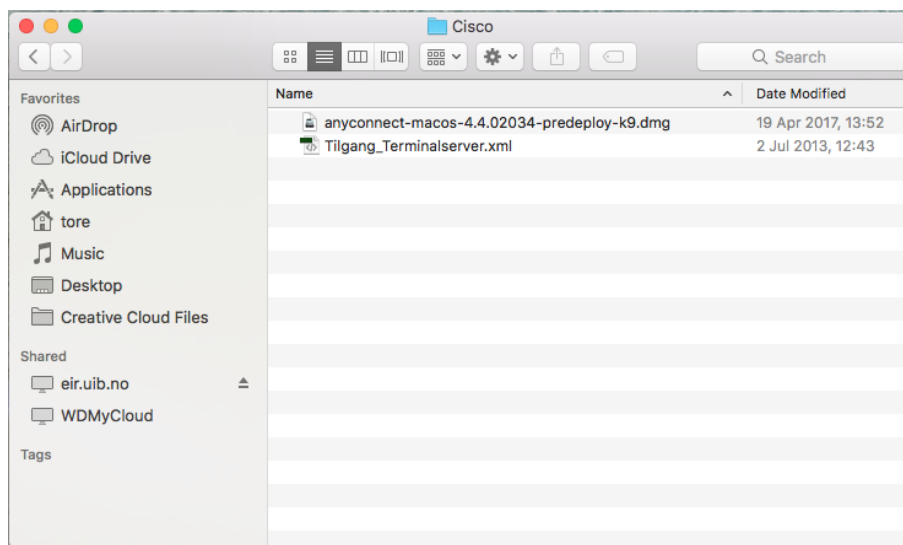 Cisco
Search
Favorites
AirDrop
iCloud Drive
Applications
tore
Music
Desktop
Creative Cloud Files
Shared
eir.uib.no
WDMyCloud
Tags
Name Date Modified
anyconnect-macos-4.4.02034-predeploy-k9.dmg 19 Apr 2017, 13:52
Tilgang_Terminalserver.xml 2 Jul 2013, 12:43